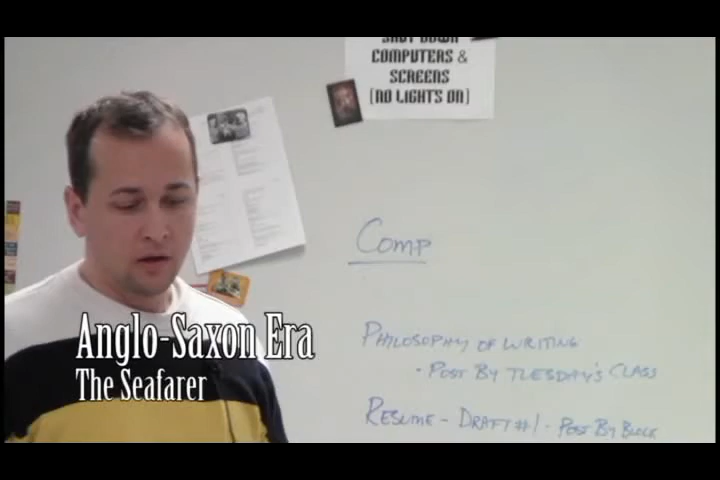 SHUT DOWN
COMPUTERS &
SCREENS
(NO LIGHTS ON)
COMP
PHILOSOPHY OF WRITING
• POST BY TUESDAY'S CLASS
RESUME – DRAFT #1 • POST BY BLOCK
Anglo-Saxon Era
The Seafarer